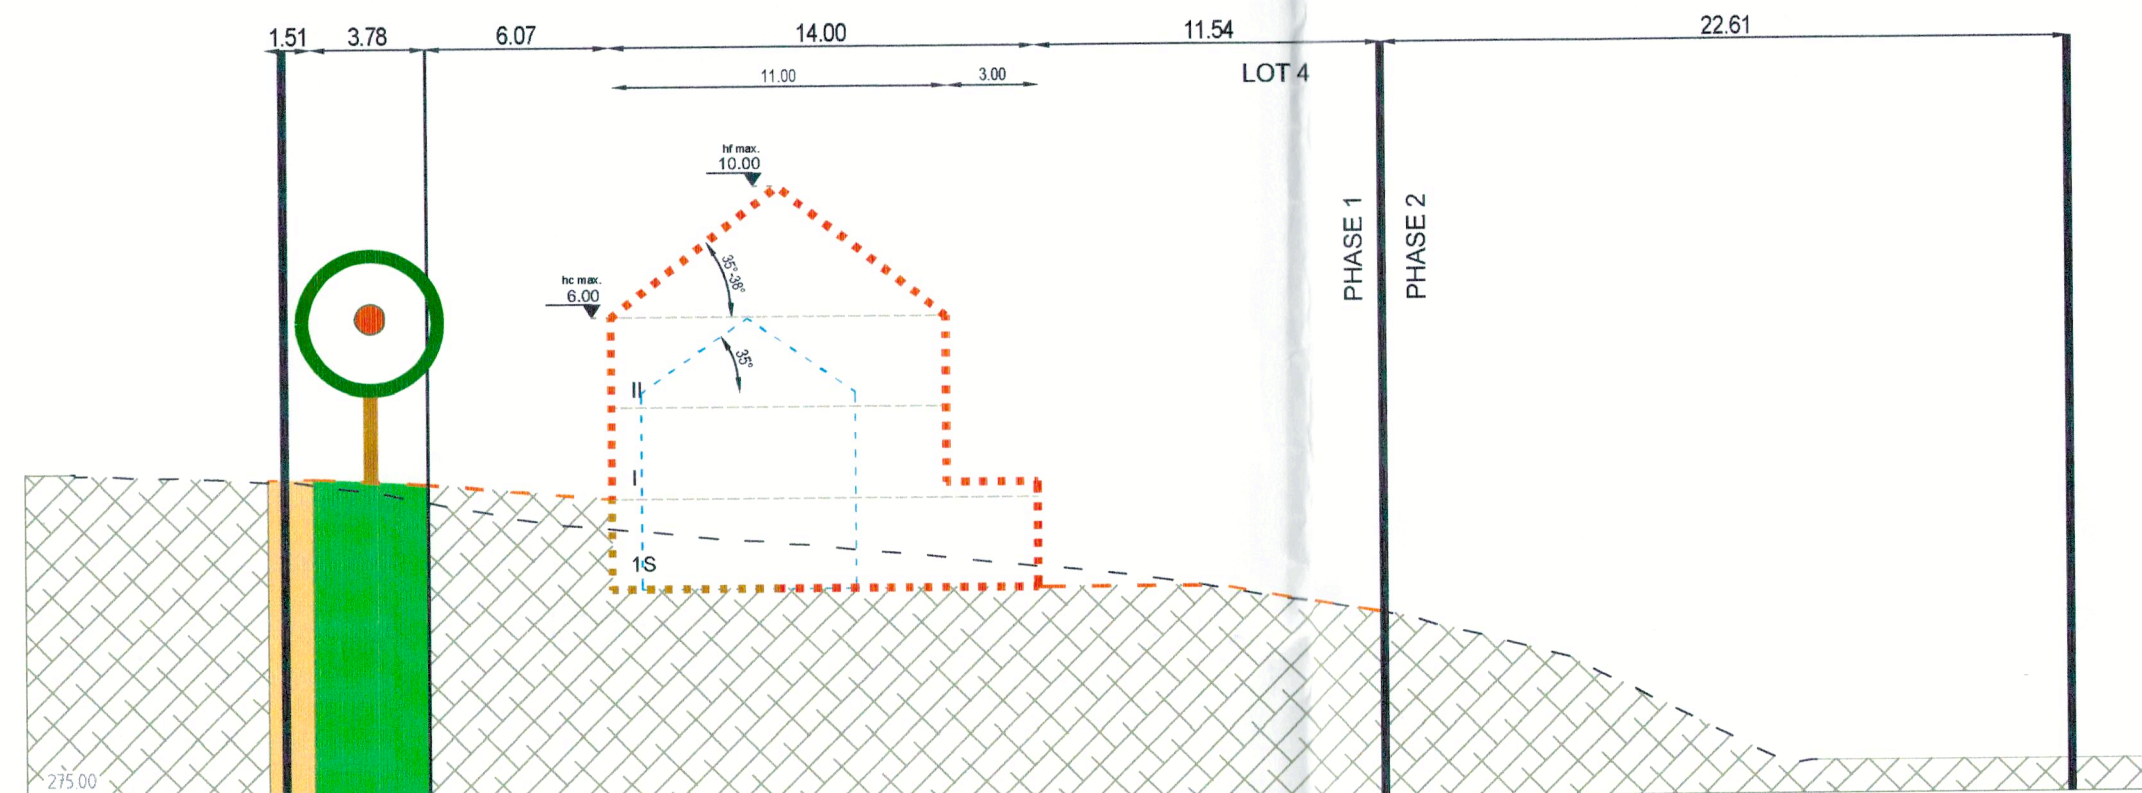 1.51 3.78 6.07 14.00 11.54 22.61
11.00 3.00
LOT 4
hf max.
10.00
35°-38°
hc max.
6.00
35°
II
I
1S
PHASE 1
PHASE 2
275.00